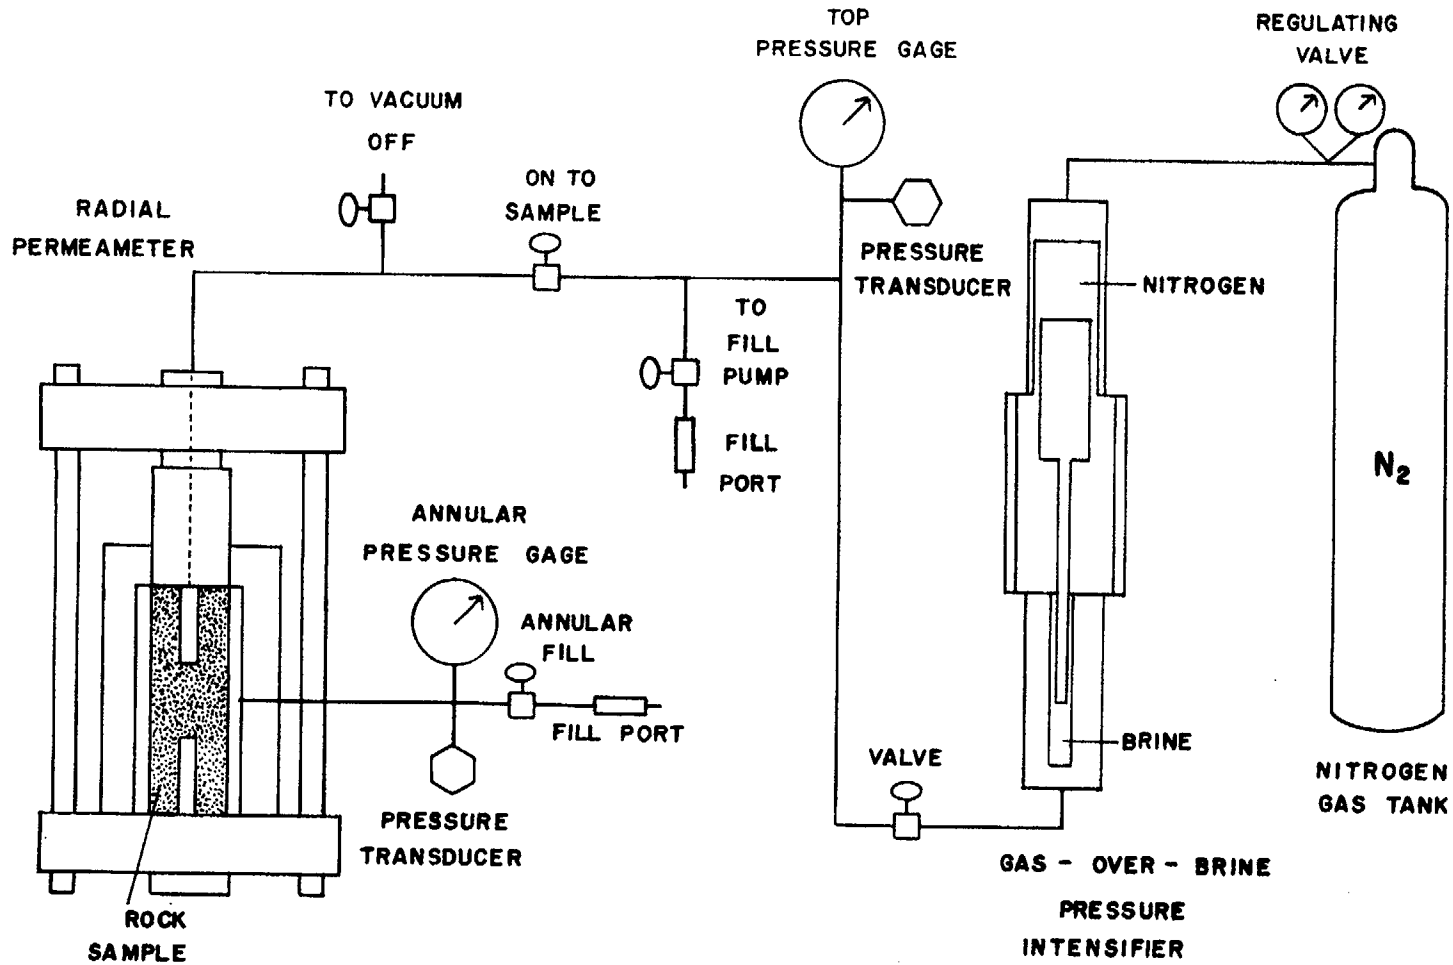 TOP
PRESSURE GAGE
REGULATING
VALVE
TO VACUUM
OFF
ON TO
SAMPLE
RADIAL
PERMEAMETER
PRESSURE
TRANSDUCER
NITROGEN
TO
FILL
PUMP
FILL
PORT
N2
ANNULAR
PRESSURE GAGE
ANNULAR
FILL
FILL PORT
BRINE
VALVE
NITROGEN
GAS TANK
PRESSURE
TRANSDUCER
GAS - OVER - BRINE
PRESSURE
INTENSIFIER
ROCK
SAMPLE